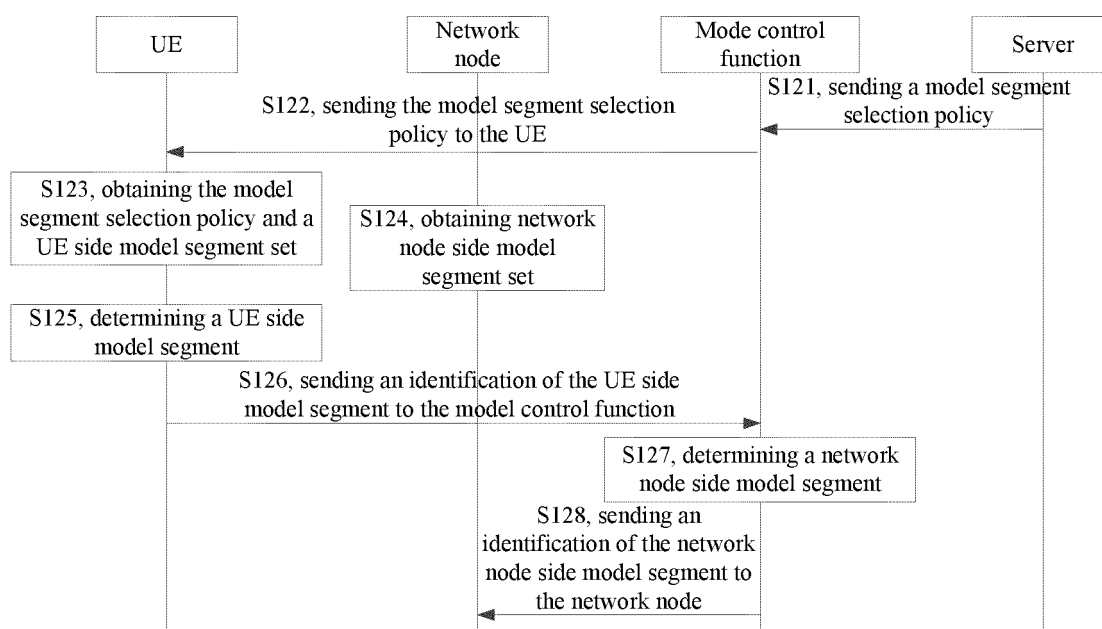 UE
Network
node
Mode control
function
Server
S121, sending a model segment
selection policy
S122, sending the model segment selection
policy to the UE
S123, obtaining the model
segment selection policy and a
UE side model segment set
S124, obtaining network
node side model
segment set
S125, determining a UE side
model segment
S126, sending an identification of the UE side
model segment to the model control function
S127, determining a network
node side model segment
S128, sending an
identification of the network
node side model segment to
the network node